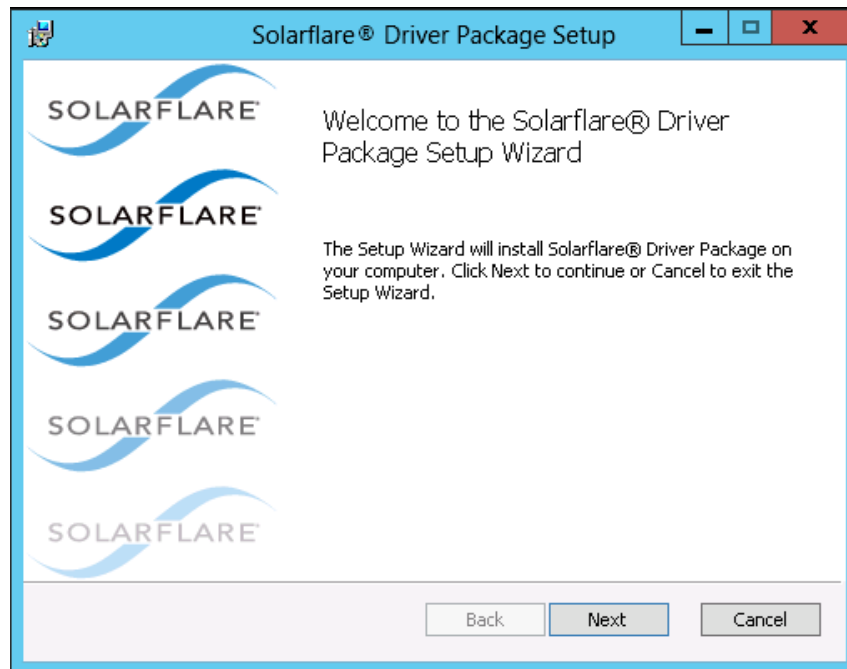 Solarflare® Driver Package Setup
SOLARFLARE®
SOLARFLARE®
SOLARFLARE®
SOLARFLARE®
SOLARFLARE®
Welcome to the Solarflare® Driver
Package Setup Wizard
The Setup Wizard will install Solarflare® Driver Package on
your computer. Click Next to continue or Cancel to exit the
Setup Wizard.
Back
Next
Cancel